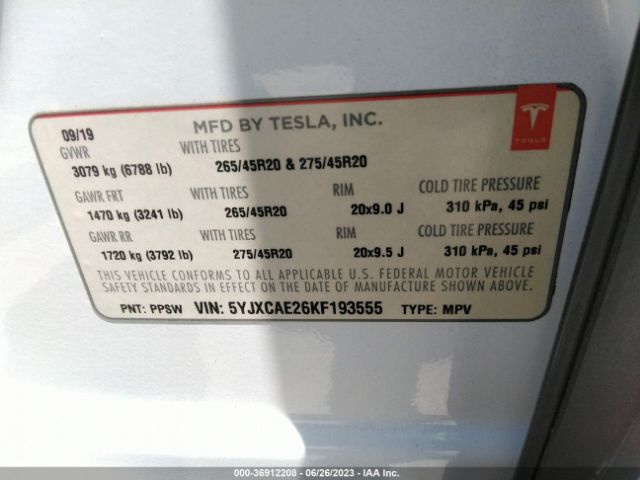 09/19 MFD BY TESLA, INC.
TESLA
GVWR WITH TIRES
3079 kg (6788 lb) 265/45R20 & 275/45R20
GAWR FRT WITH TIRES RIM COLD TIRE PRESSURE
1470 kg (3241 lb) 265/45R20 20x9.0 J 310 kPa, 45 psi
GAWR RR WITH TIRES RIM COLD TIRE PRESSURE
1720 kg (3792 lb) 275/45R20 20x9.5 J 310 kPa, 45 psi
THIS VEHICLE CONFORMS TO ALL APPLICABLE U.S. FEDERAL MOTOR VEHICLE
SAFETY STANDARDS IN EFFECT ON THE DATE OF MANUFACTURE SHOWN ABOVE.
PNT: PPSW VIN: 5YJXCAE26KF193555 TYPE: MPV
000-36912208 - 06/26/2023 - IAA Inc.